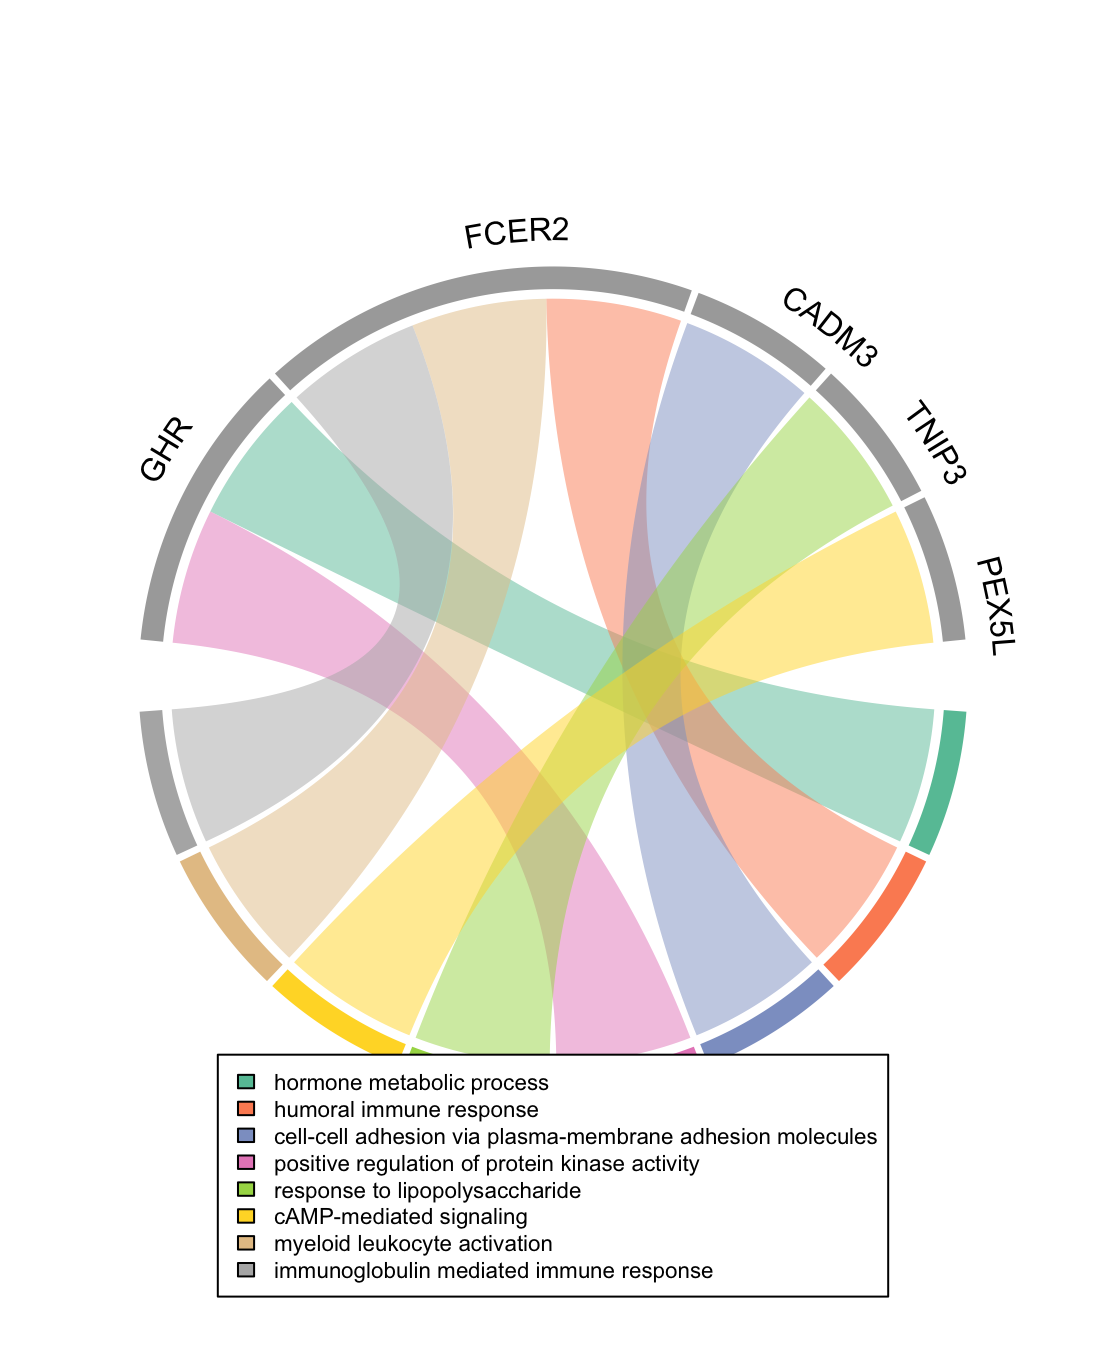 FCER2
CADM3
GHR
TNIP3
PEX5L
hormone metabolic process
humoral immune response
cell-cell adhesion via plasma-membrane adhesion molecules
positive regulation of protein kinase activity
response to lipopolysaccharide
cAMP-mediated signaling
myeloid leukocyte activation
immunoglobulin mediated immune response